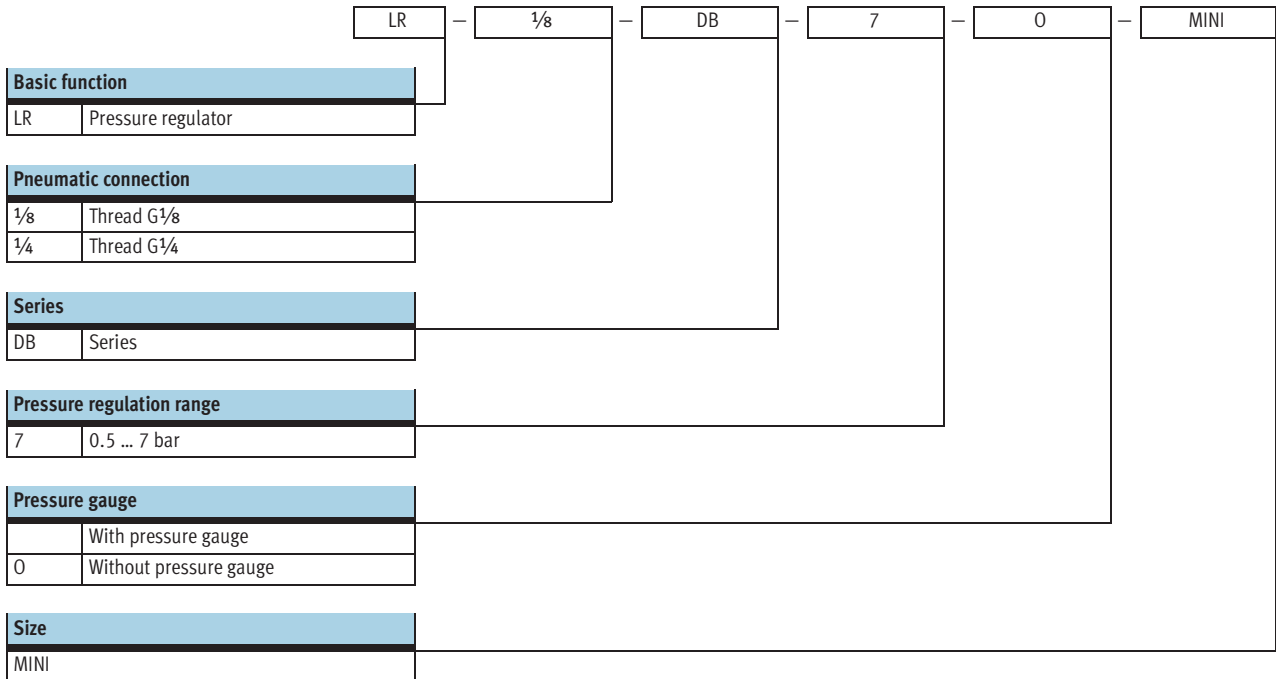 LR – ⅛ – DB – 7 – O – MINI
Basic function
LR Pressure regulator
Pneumatic connection
⅛ Thread G⅛
¼ Thread G¼
Series
DB Series
Pressure regulation range
7 0.5 … 7 bar
Pressure gauge
With pressure gauge
O Without pressure gauge
Size
MINI